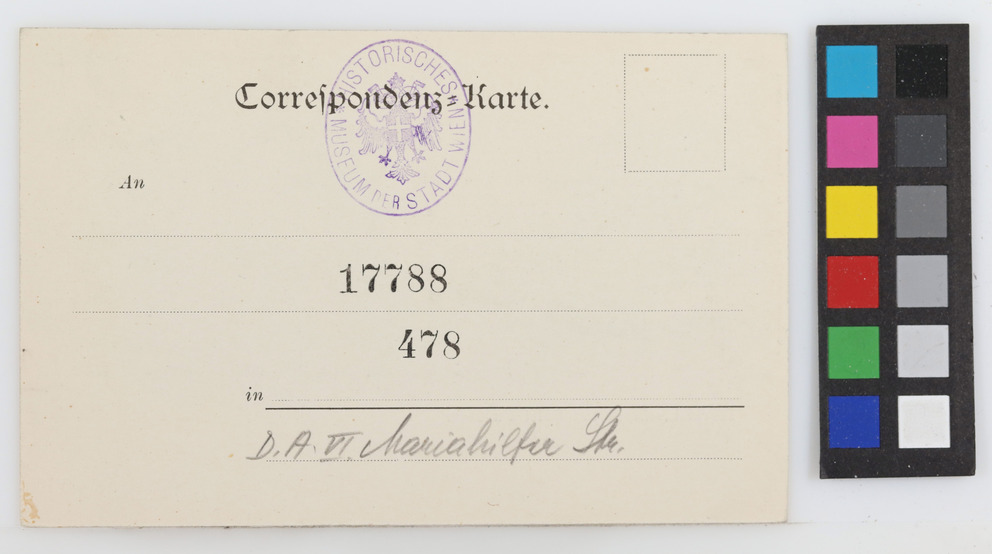 Correspondenz-Karte.
HISTORISCHES MUSEUM DER STADT WIEN
An
17788
478
in
D. A. VI. Mariahilfer Str.